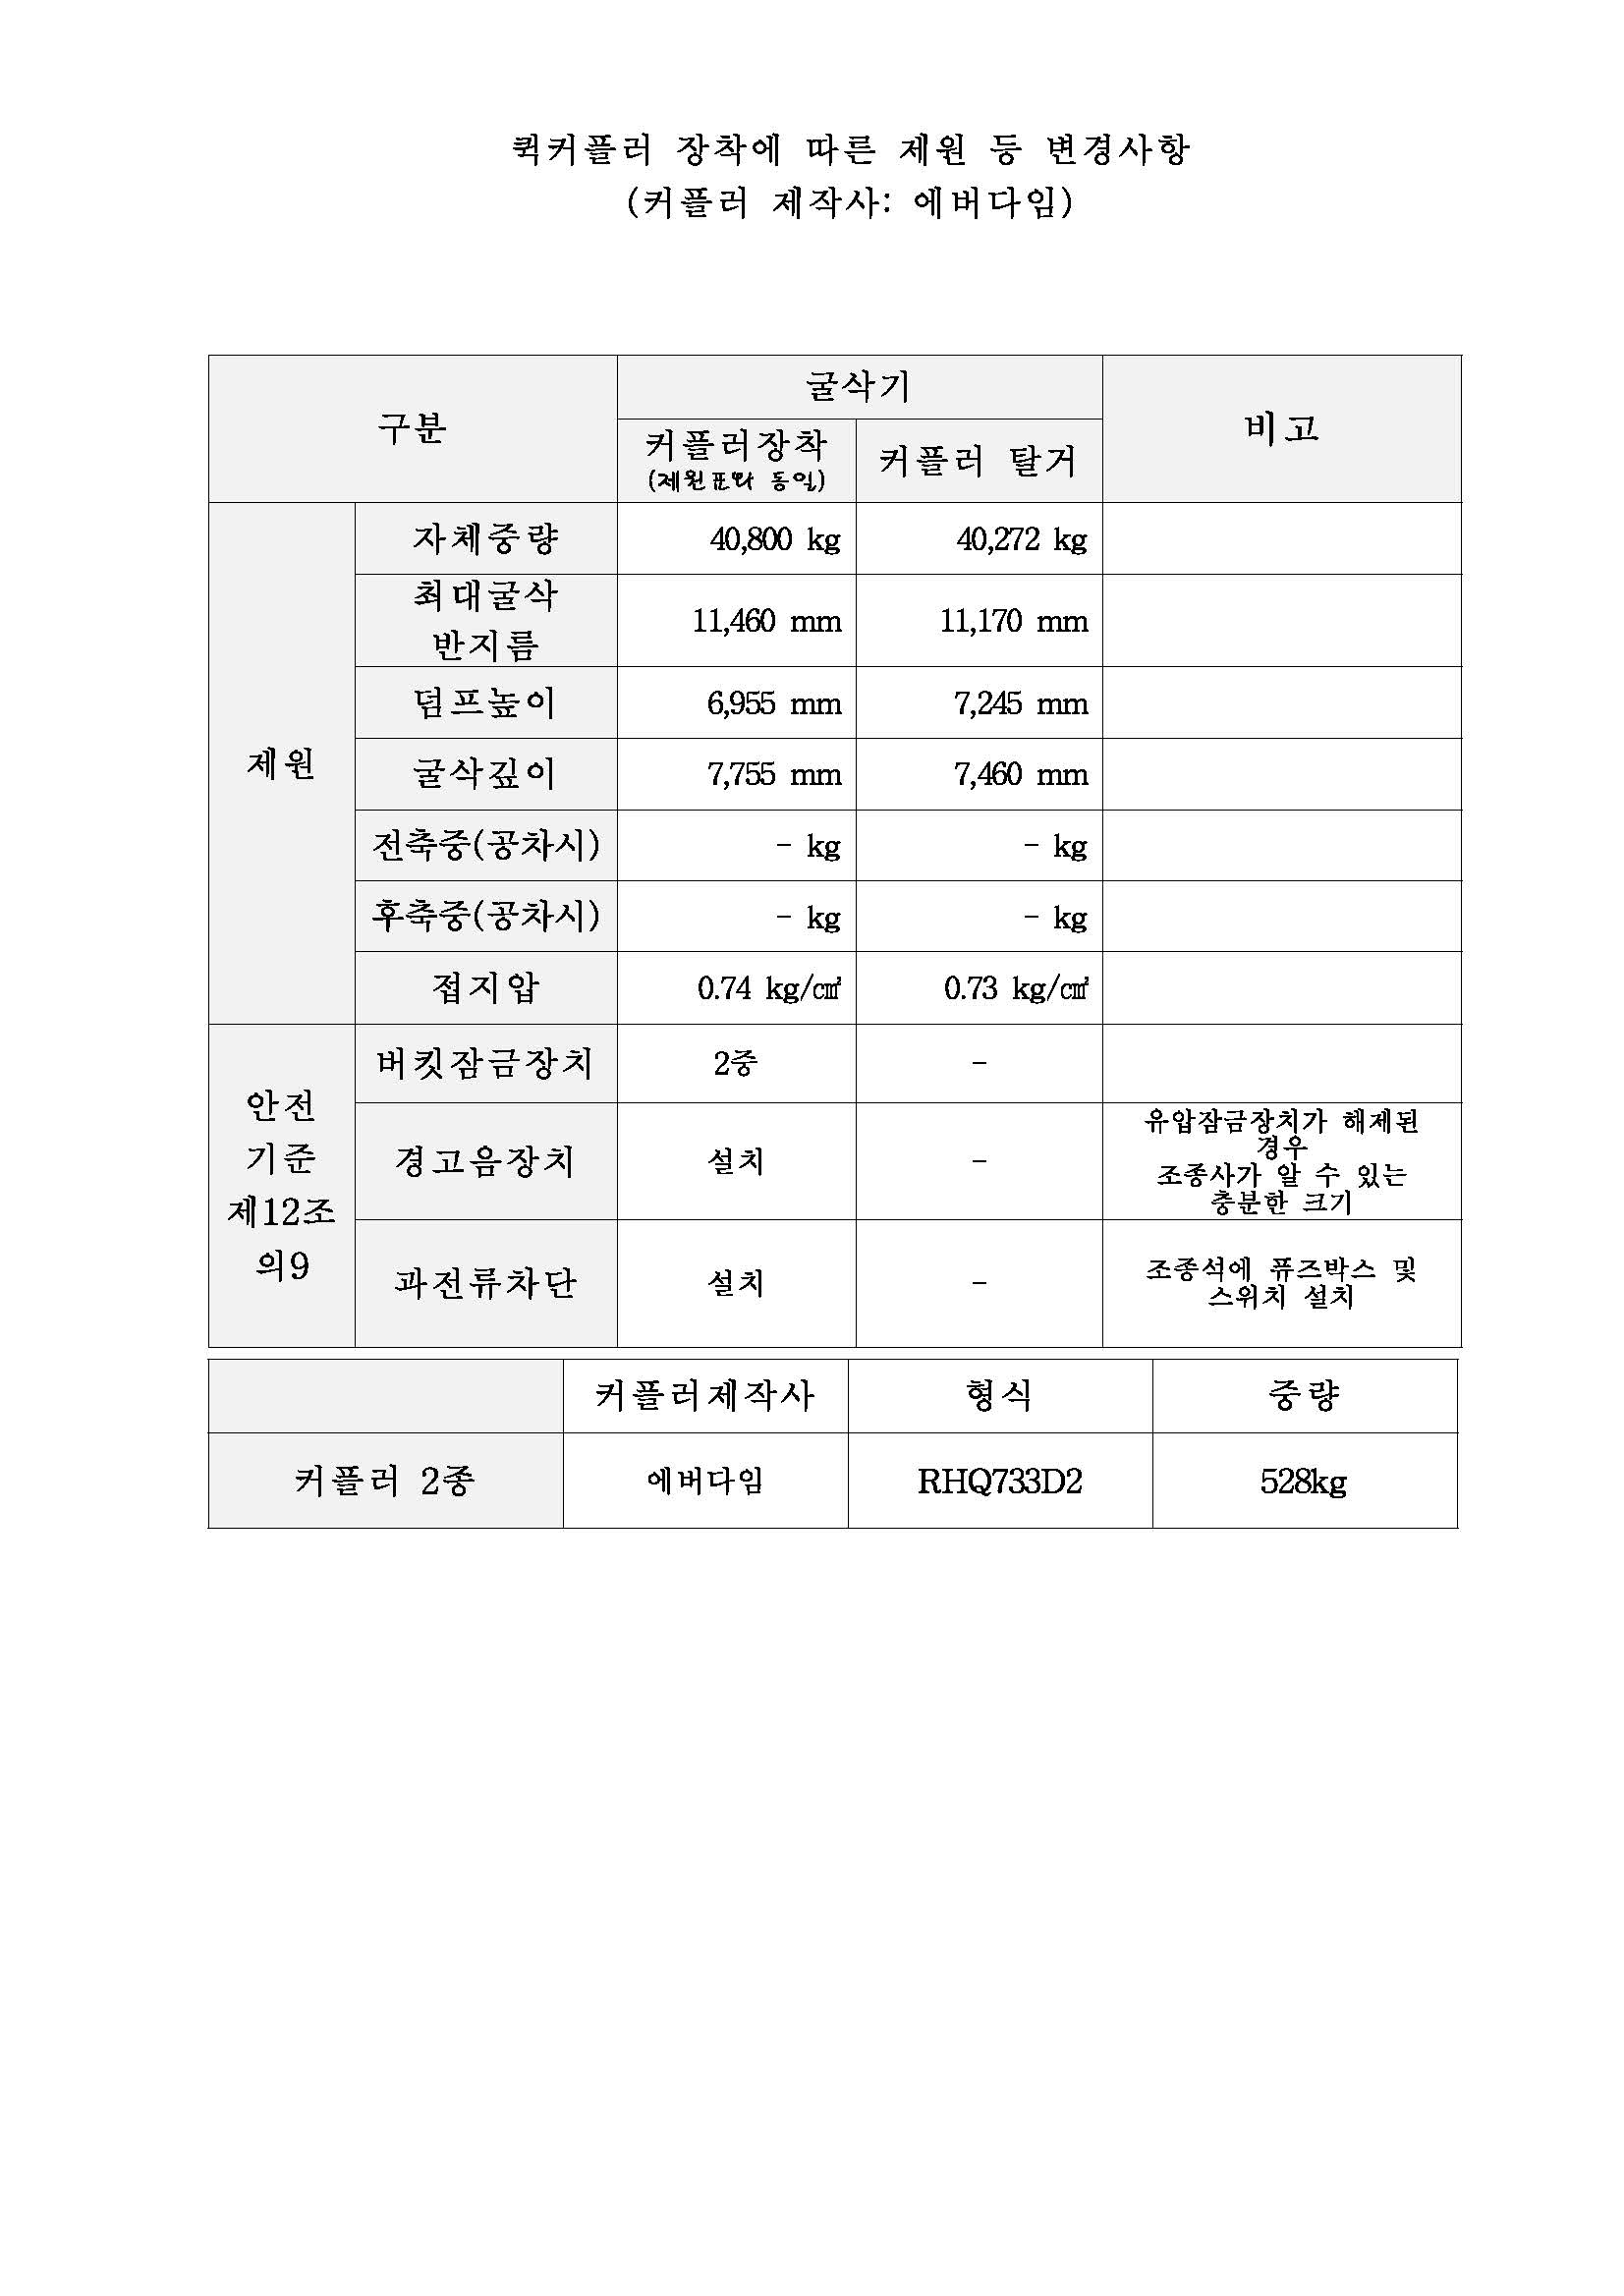 퀵커플러 장착에 따른 제원 등 변경사항
(커플러 제작사: 에버다임)
구분
굴삭기
비고
커플러장착
(제원표와 동일)
커플러 탈거
제원
자체중량
40,800 kg
40,272 kg
최대굴삭
반지름
11,460 mm
11,170 mm
덤프높이
6,955 mm
7,245 mm
굴삭깊이
7,755 mm
7,460 mm
전축중(공차시)
- kg
- kg
후축중(공차시)
- kg
- kg
접지압
0.74 kg/㎠
0.73 kg/㎠
안전
기준
제12조
의9
버킷잠금장치
2중
-
경고음장치
설치
-
유압잠금장치가 해제된
경우
조종사가 알 수 있는
충분한 크기
과전류차단
설치
-
조종석에 퓨즈박스 및
스위치 설치
커플러제작사
형식
중량
커플러 2종
에버다임
RHQ733D2
528kg